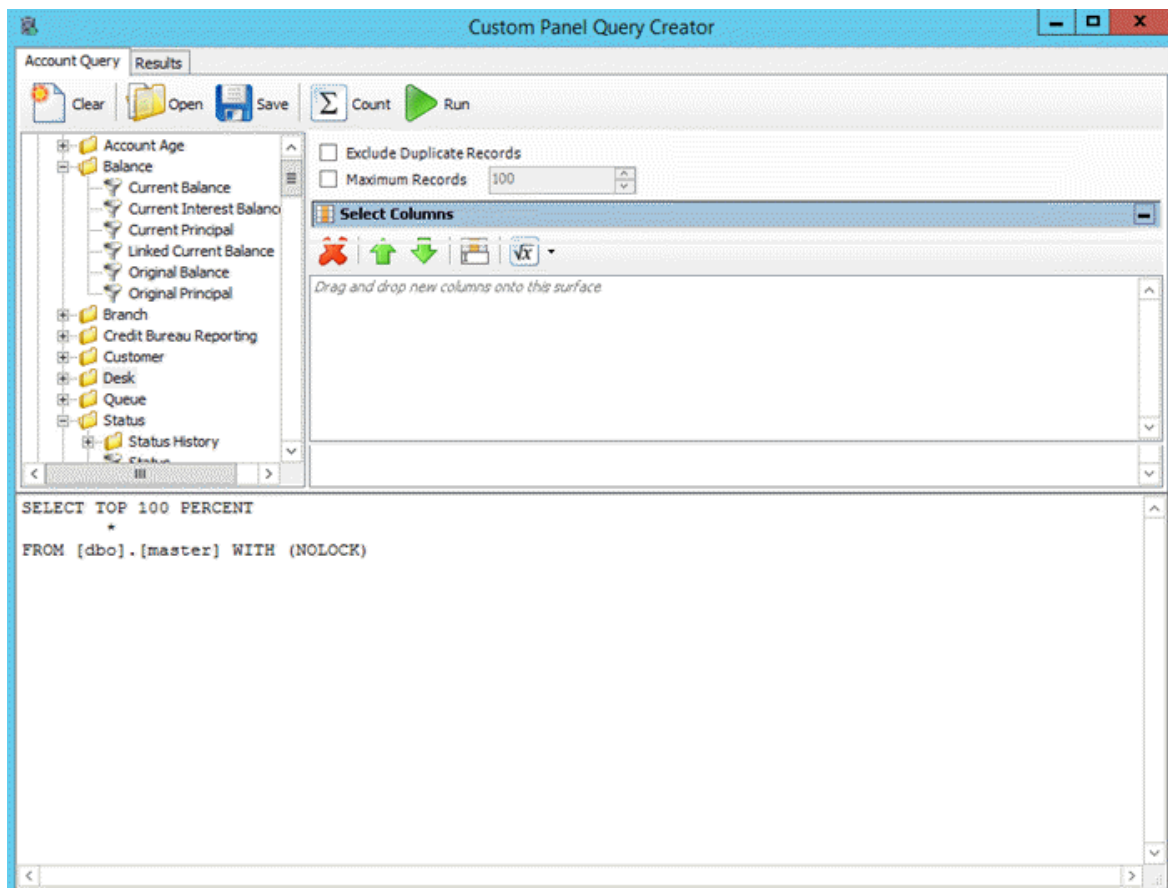 Custom Panel Query Creator
Account Query Results
Clear Open Save Σ Count Run
Account Age
Balance
Current Balance
Current Interest Balanc
Current Principal
Linked Current Balance
Original Balance
Original Principal
Branch
Credit Bureau Reporting
Customer
Desk
Queue
Status
Status History
Status
Exclude Duplicate Records
Maximum Records 100
Select Columns
√x
Drag and drop new columns onto this surface
SELECT TOP 100 PERCENT
*
FROM [dbo].[master] WITH (NOLOCK)